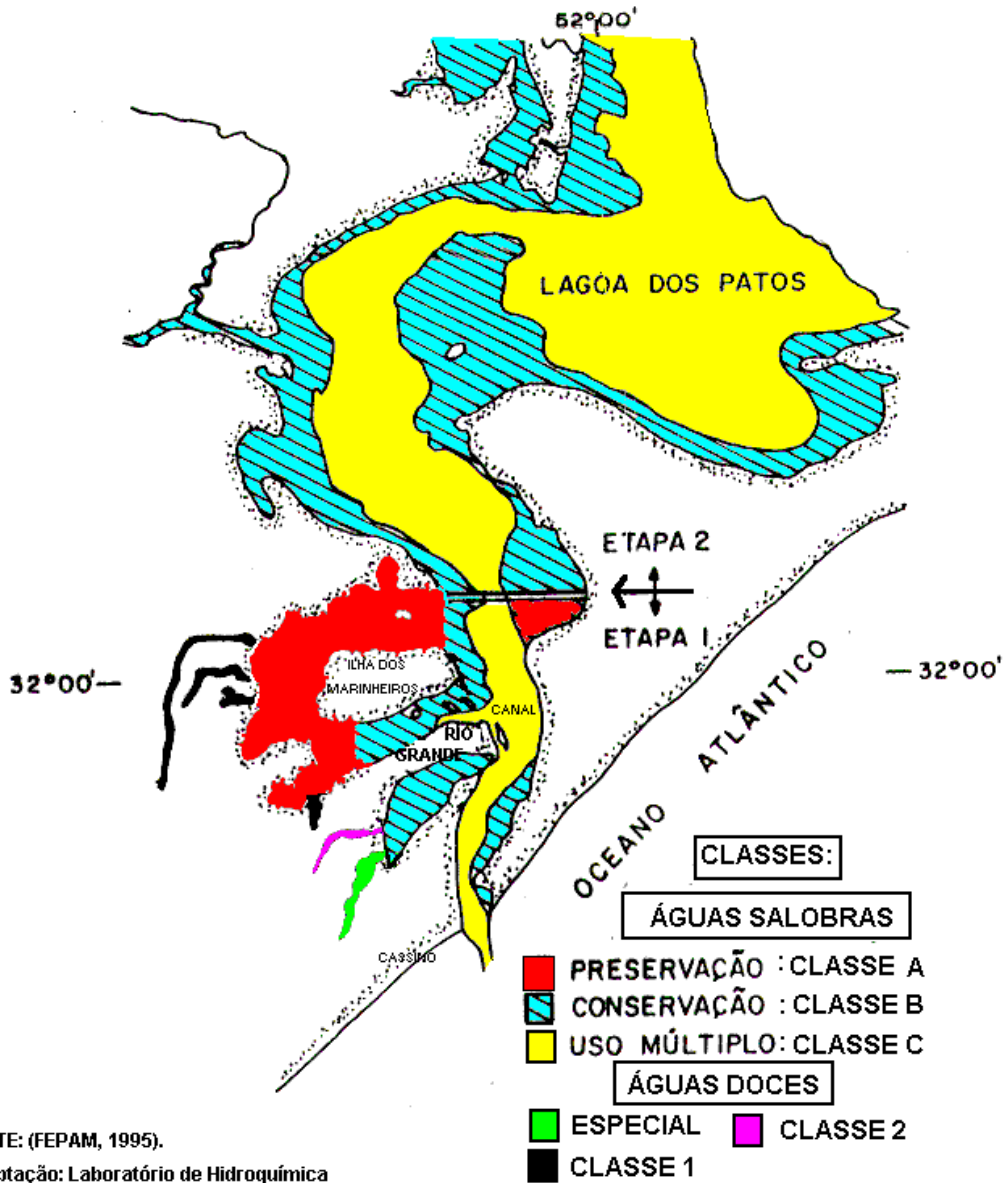 52°00'
LAGOA DOS PATOS
ETAPA 2
ETAPA 1
32°00'
32°00'
ILHA DOS
MARINHEIROS
CANAL
RIO
GRANDE
OCEANO ATLÂNTICO
CASSINO
CLASSES:
ÁGUAS SALOBRAS
PRESERVAÇÃO : CLASSE A
CONSERVAÇÃO : CLASSE B
USO MÚLTIPLO: CLASSE C
ÁGUAS DOCES
ESPECIAL
CLASSE 2
CLASSE 1
TE: (FEPAM, 1995).
ptação: Laboratório de Hidroquímica